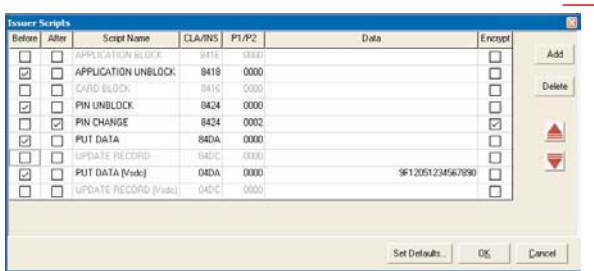 Issuer Scripts
Before After Script Name CLA/INS P1/P2 Data Encrypt
APPLICATION BLOCK 841E 0000
APPLICATION UNBLOCK 8418 0000
CARD BLOCK 8416 0000
PIN UNBLOCK 8424 0000
PIN CHANGE 8424 0002
PUT DATA 84DA 0000
UPDATE RECORD 84DC 0000
PUT DATA (Vsdc) 04DA 0000 9F12051234567890
UPDATE RECORD (Vsdc) 04DC 0000
Add
Delete
Set Defaults... OK Cancel